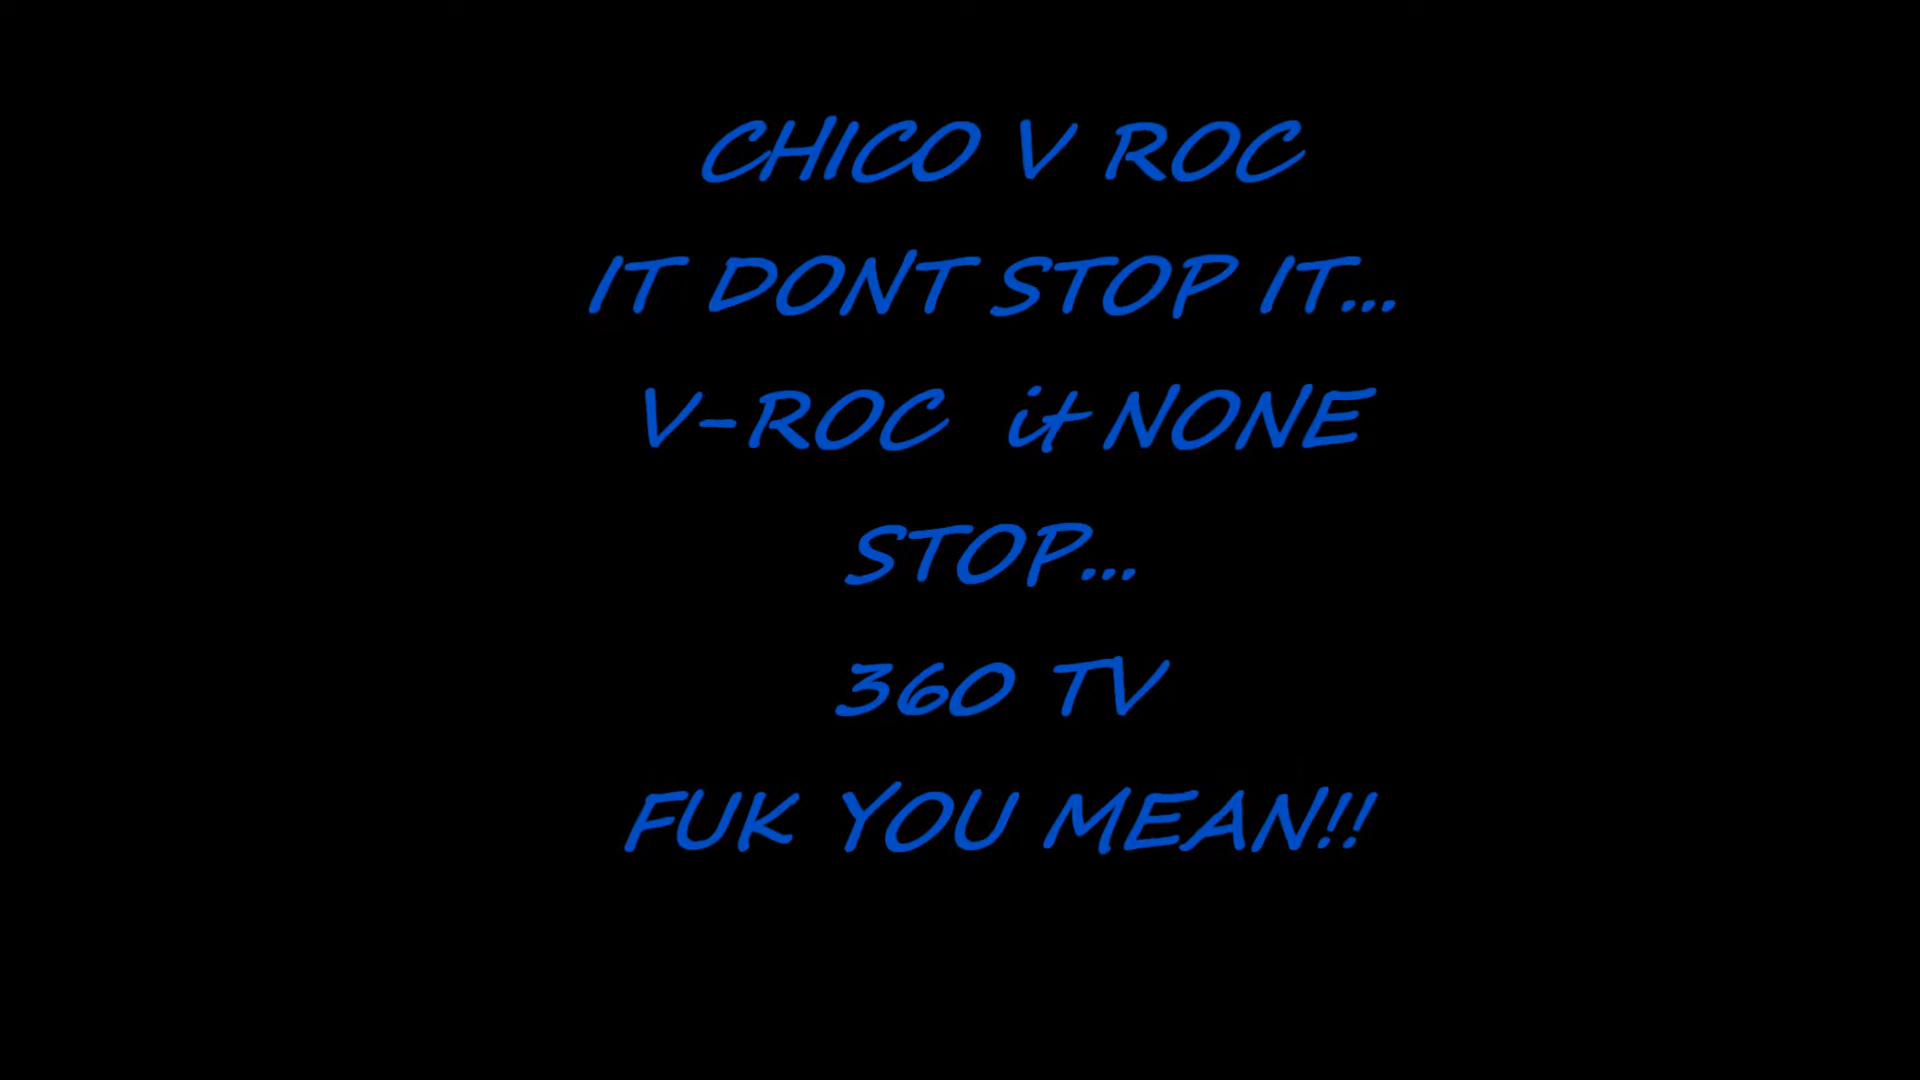 CHICO V ROC
IT DONT STOP IT...
V-ROC it NONE
STOP...
360 TV
FUK YOU MEAN!!